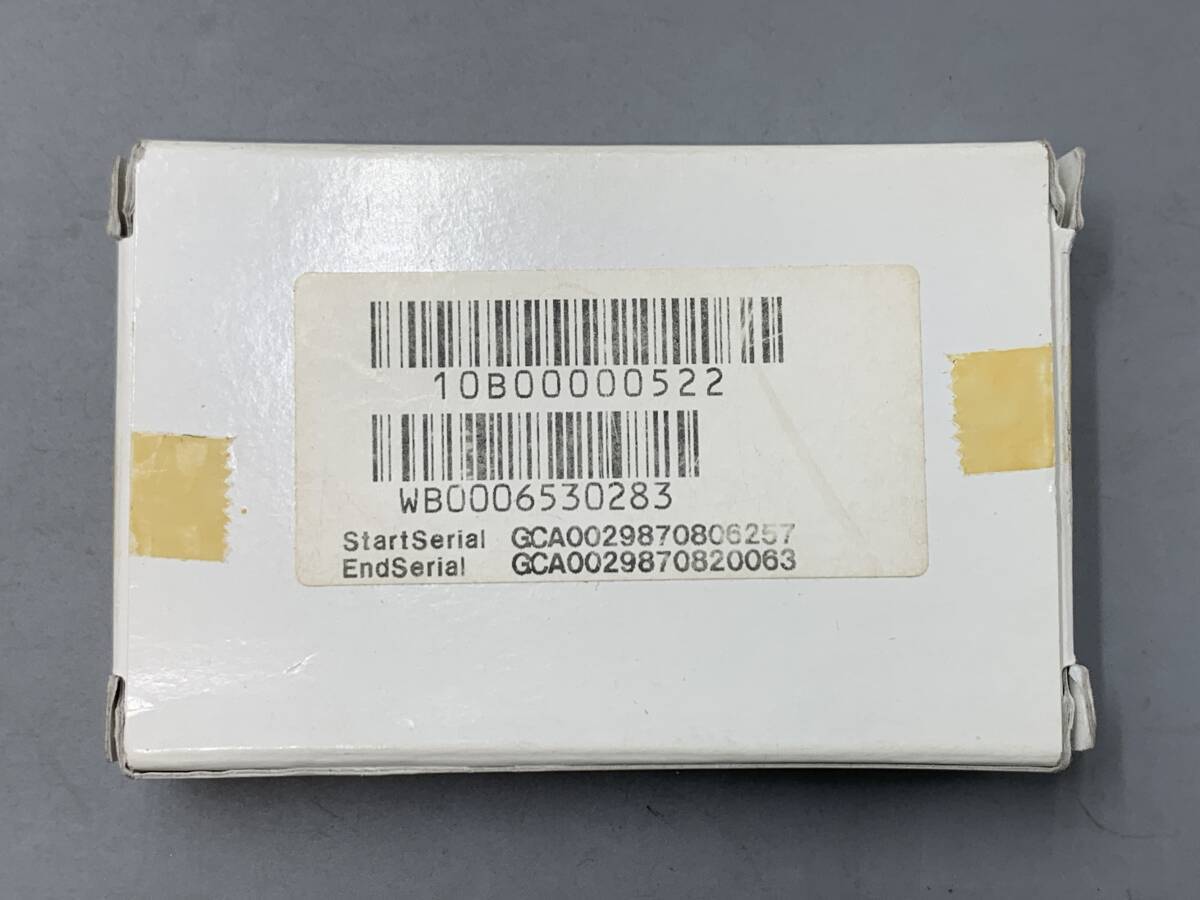 10B00000522
WB0006530283
StartSerial GCA0029870806257
EndSerial GCA0029870820063